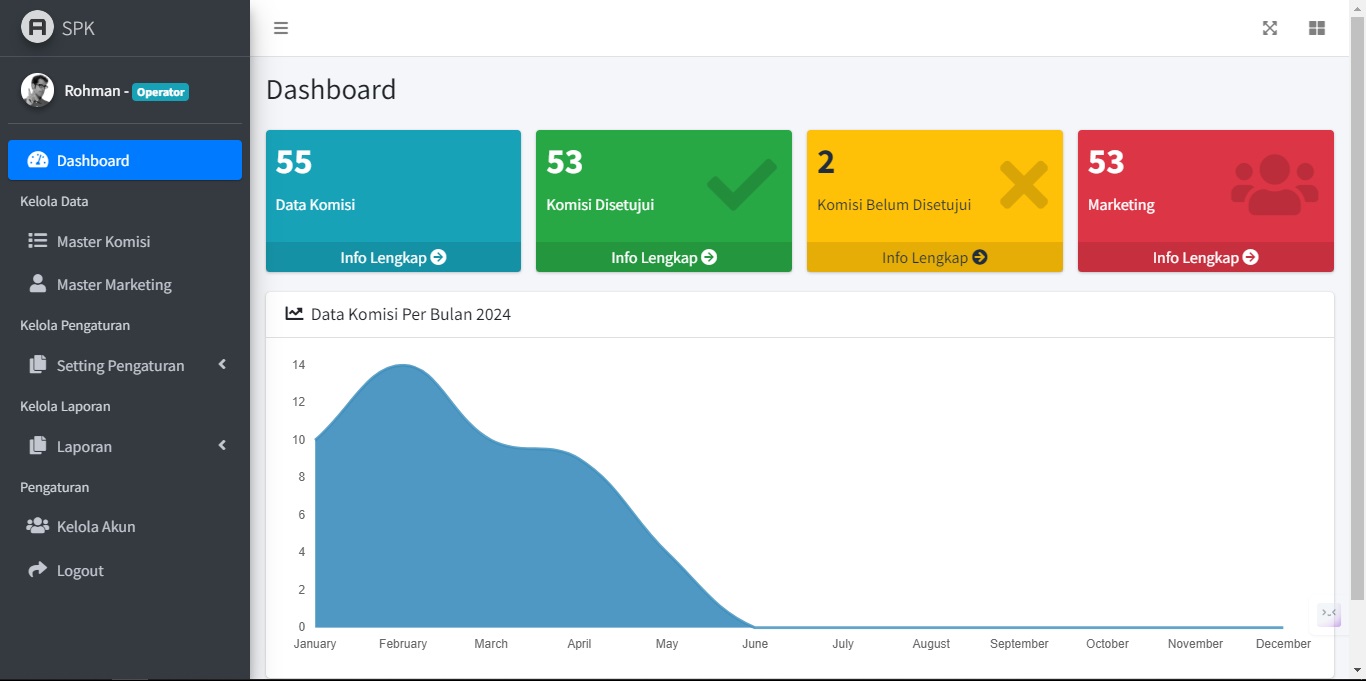 SPK
Rohman - Operator
Dashboard
Kelola Data
Master Komisi
Master Marketing
Kelola Pengaturan
Setting Pengaturan
Kelola Laporan
Laporan
Pengaturan
Kelola Akun
Logout
Dashboard
55
Data Komisi
Info Lengkap
53
Komisi Disetujui
Info Lengkap
2
Komisi Belum Disetujui
Info Lengkap
53
Marketing
Info Lengkap
Data Komisi Per Bulan 2024
14
12
10
8
6
4
2
0
January February March April May June July August September October November December